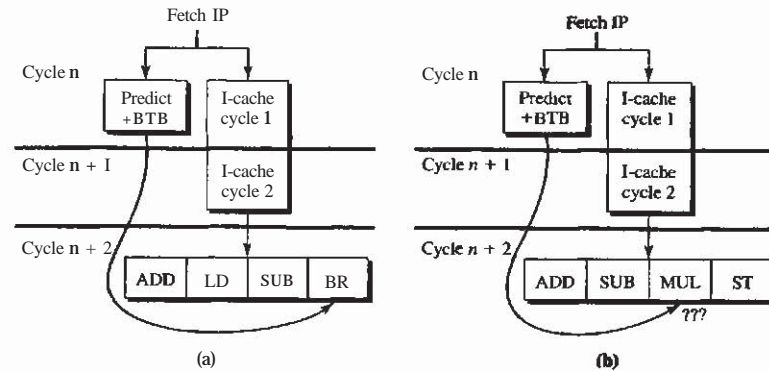 Fetch IP
Cycle n
Predict
+BTB
I-cache
cycle 1
Cycle n + 1
I-cache
cycle 2
Cycle n + 2
ADD LD SUB BR
(a)
Fetch IP
Cycle n
Predict
+BTB
I-cache
cycle 1
Cycle n + 1
I-cache
cycle 2
Cycle n + 2
ADD SUB MUL ST
???
(b)